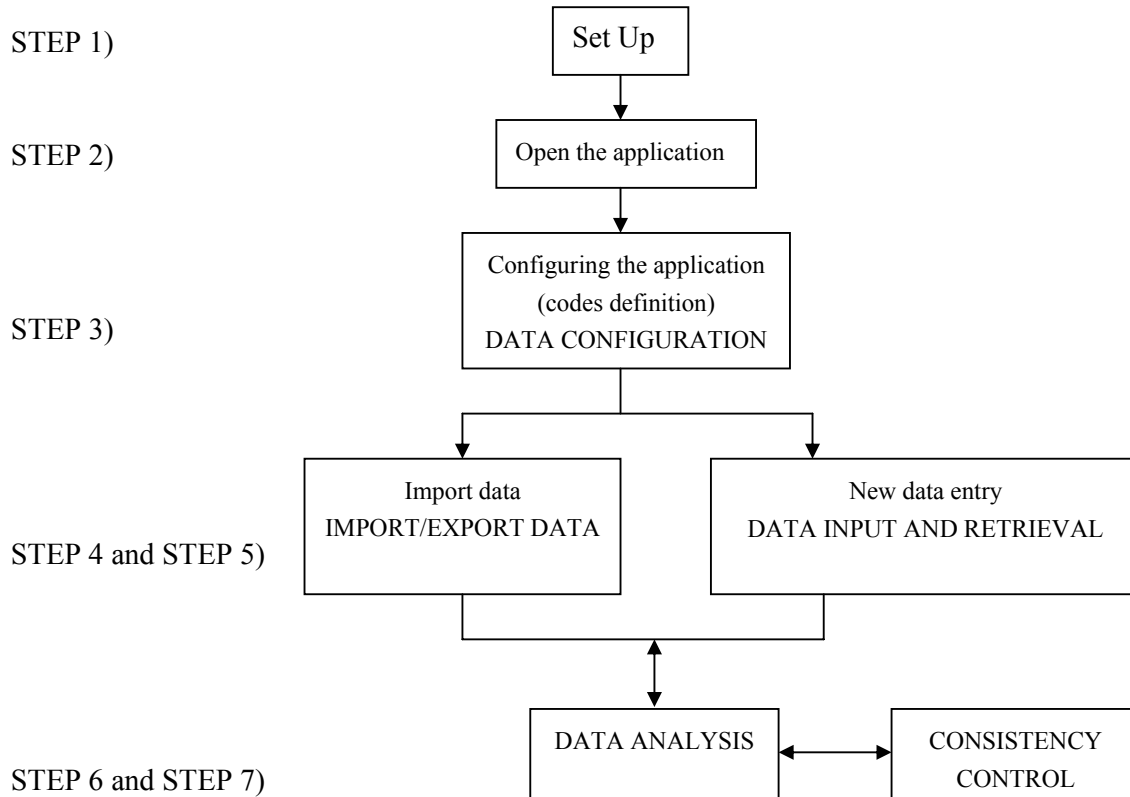 STEP 1)
Set Up
STEP 2)
Open the application
STEP 3)
Configuring the application
(codes definition)
DATA CONFIGURATION
STEP 4 and STEP 5)
Import data
IMPORT/EXPORT DATA
New data entry
DATA INPUT AND RETRIEVAL
STEP 6 and STEP 7)
DATA ANALYSIS
CONSISTENCY
CONTROL